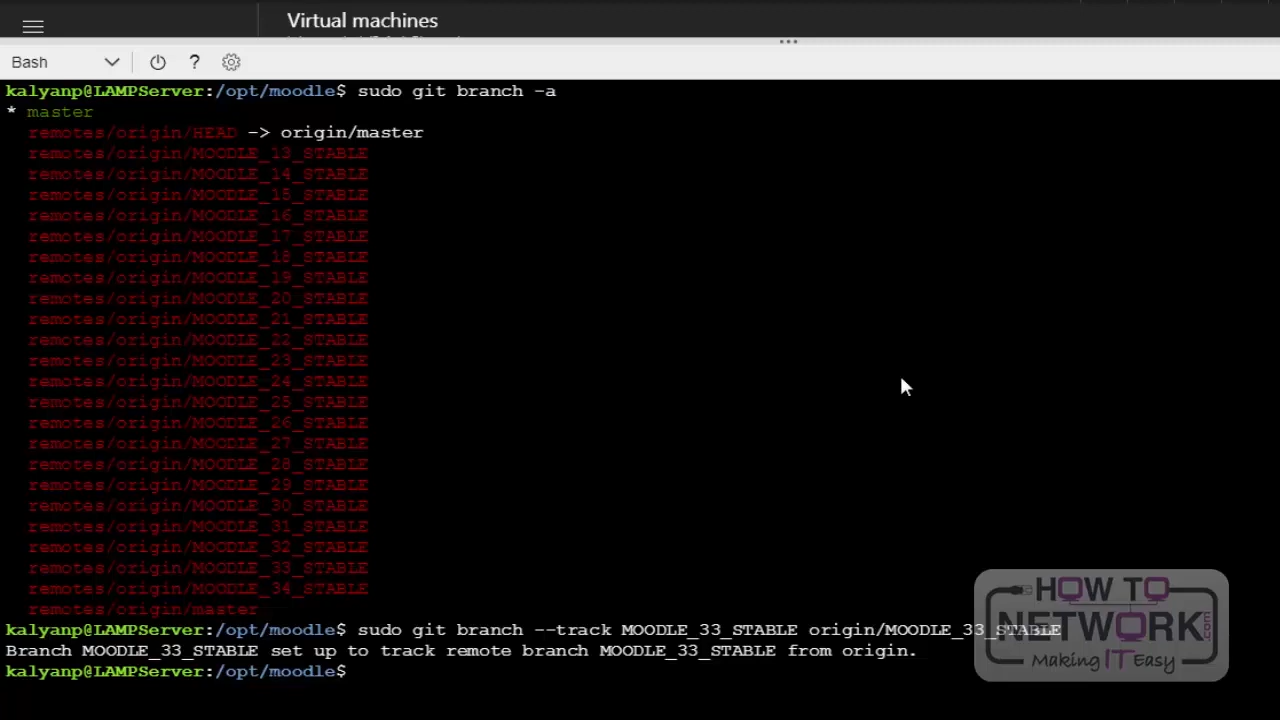 Virtual machines
Bash
?
kalyanp@LAMPServer:/opt/moodle$ sudo git branch -a
* master
remotes/origin/HEAD -> origin/master
remotes/origin/MOODLE_13_STABLE
remotes/origin/MOODLE_14_STABLE
remotes/origin/MOODLE_15_STABLE
remotes/origin/MOODLE_16_STABLE
remotes/origin/MOODLE_17_STABLE
remotes/origin/MOODLE_18_STABLE
remotes/origin/MOODLE_19_STABLE
remotes/origin/MOODLE_20_STABLE
remotes/origin/MOODLE_21_STABLE
remotes/origin/MOODLE_22_STABLE
remotes/origin/MOODLE_23_STABLE
remotes/origin/MOODLE_24_STABLE
remotes/origin/MOODLE_25_STABLE
remotes/origin/MOODLE_26_STABLE
remotes/origin/MOODLE_27_STABLE
remotes/origin/MOODLE_28_STABLE
remotes/origin/MOODLE_29_STABLE
remotes/origin/MOODLE_30_STABLE
remotes/origin/MOODLE_31_STABLE
remotes/origin/MOODLE_32_STABLE
remotes/origin/MOODLE_33_STABLE
remotes/origin/MOODLE_34_STABLE
remotes/origin/master
kalyanp@LAMPServer:/opt/moodle$ sudo git branch --track MOODLE_33_STABLE origin/MOODLE_33_STABLE
Branch MOODLE_33_STABLE set up to track remote branch MOODLE_33_STABLE from origin.
kalyanp@LAMPServer:/opt/moodle$
HOW TO
NETWORK.com
Making IT Easy